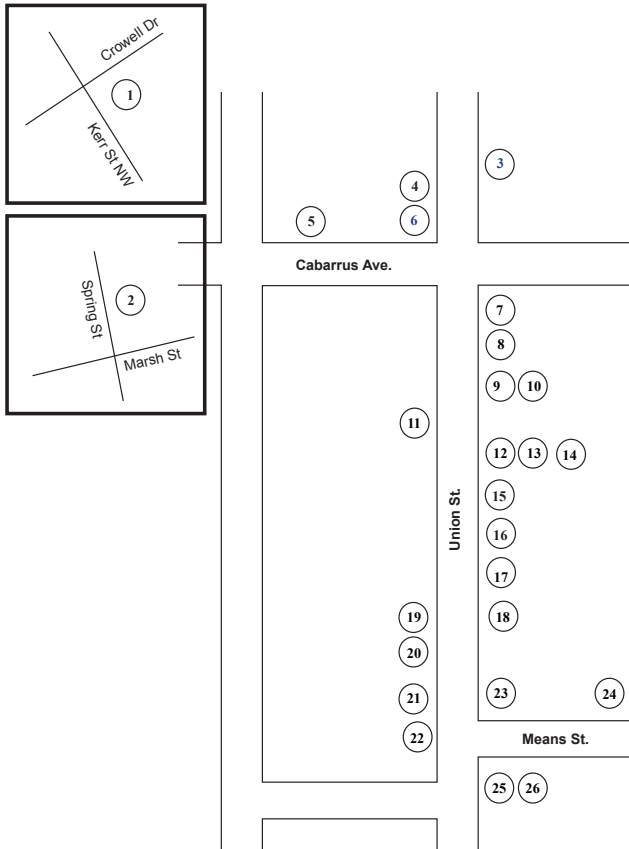 Crowell Dr
1
Kerr St NW
3
4
5
6
Cabarrus Ave.
Spring St
2
Marsh St
7
8
9 10
11
12 13 14
15
Union St.
16
17
18
19
20
21
22
23 24
Means St.
25 26